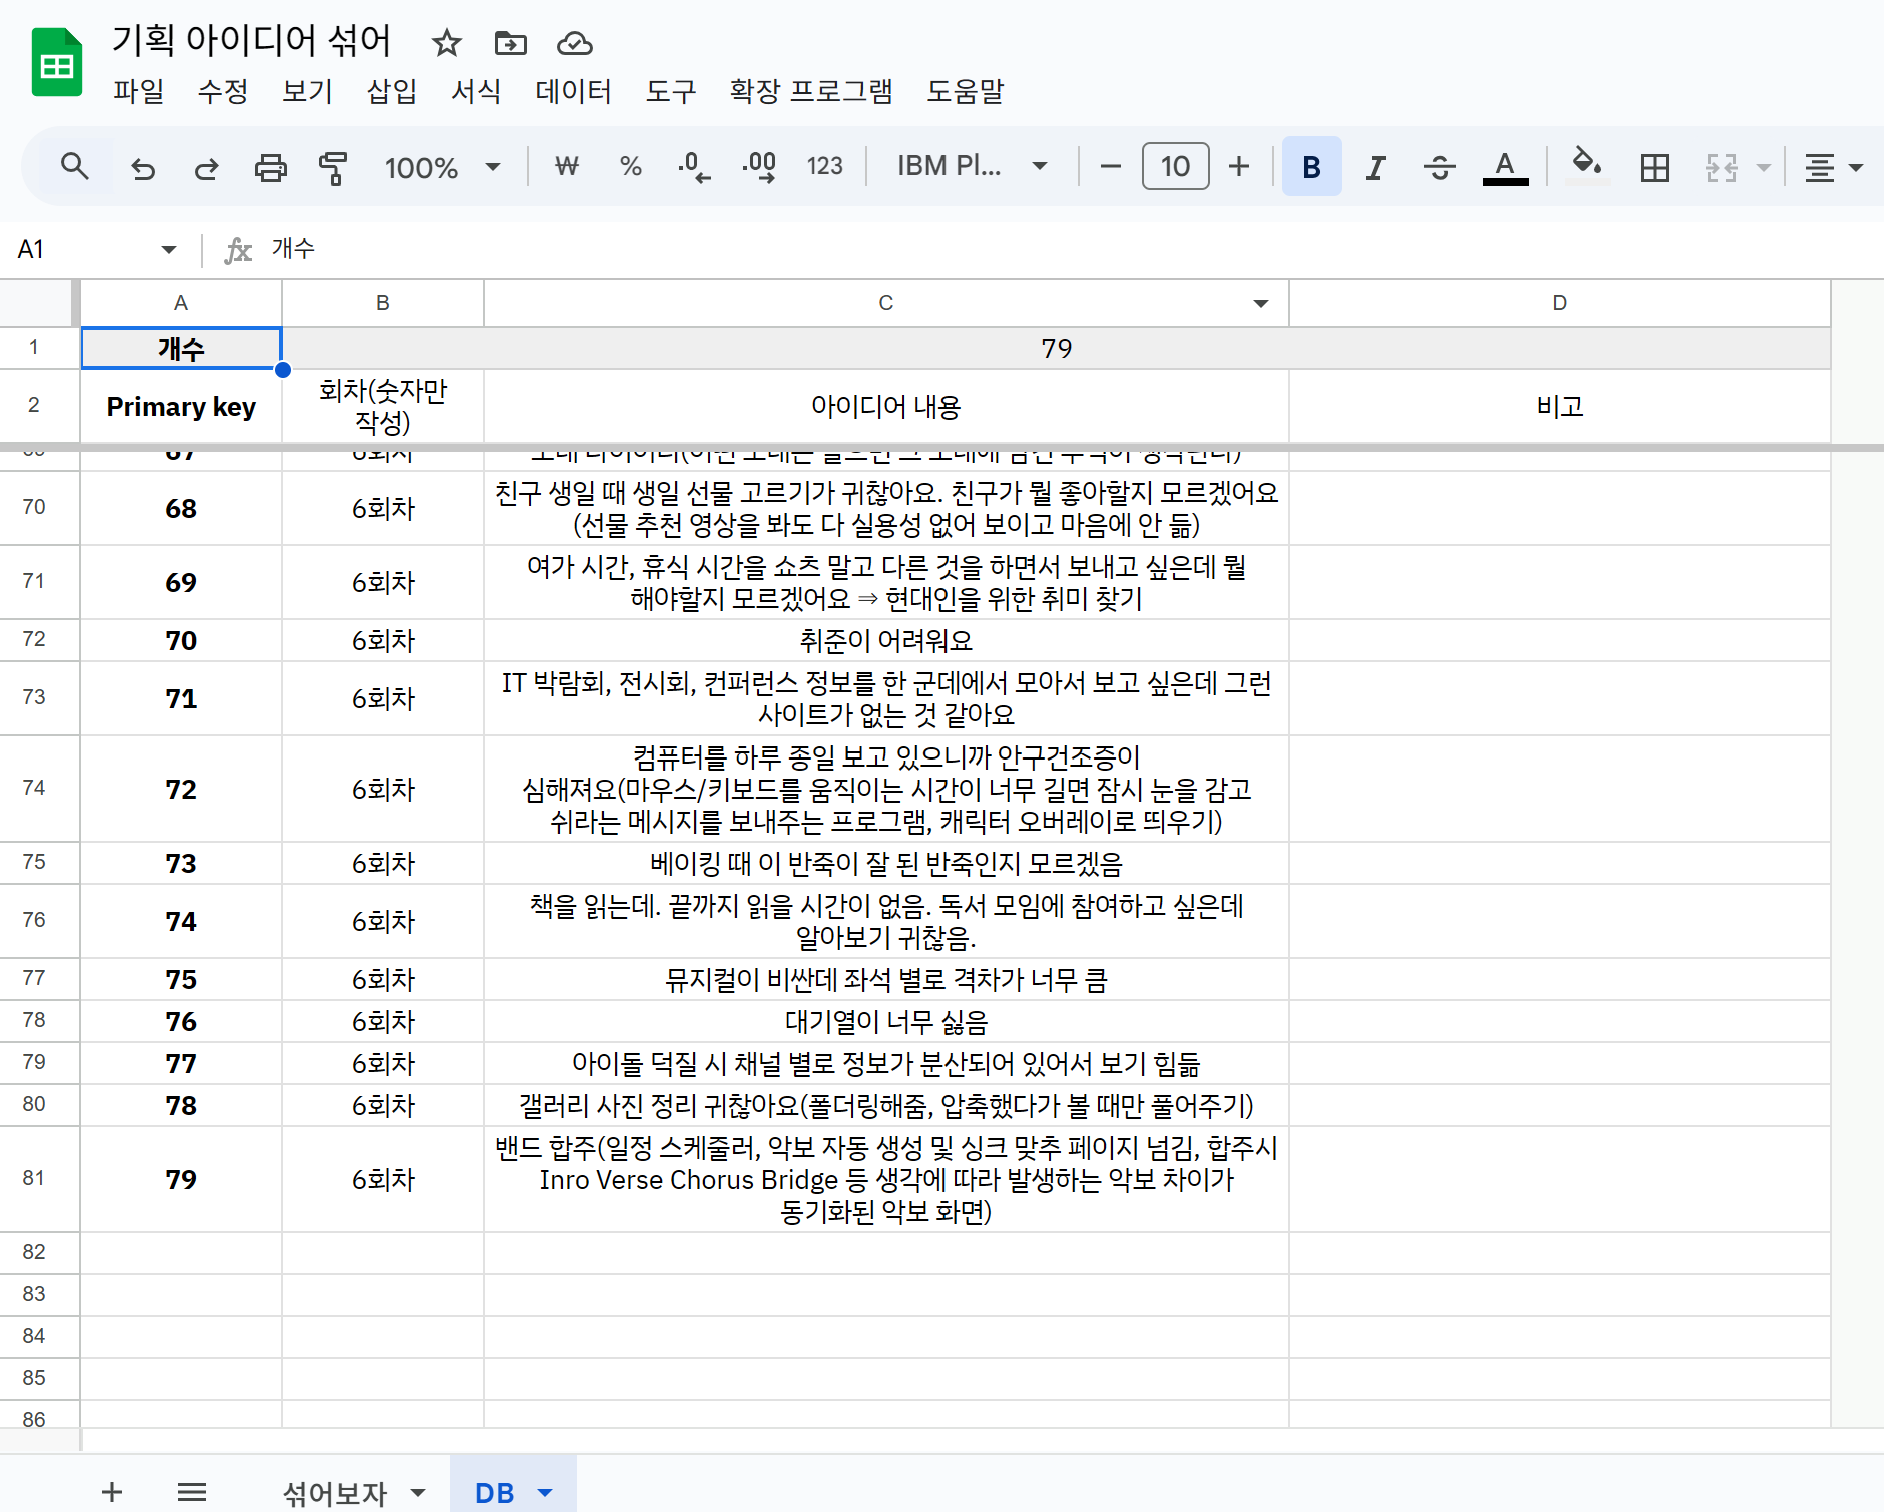 기획 아이디어 섞어
파일 수정 보기 삽입 서식 데이터 도구 확장 프로그램 도움말
100% ₩ % .0 .00 123 IBM Pl... 10 B I S A
A1 fx 개수
A B C D
1 개수 79
2 Primary key 회차(숫자만
작성) 아이디어 내용 비고
67 6회차
70 68 6회차 친구 생일 때 생일 선물 고르기가 귀찮아요. 친구가 뭘 좋아할지 모르겠어요
(선물 추천 영상을 봐도 다 실용성 없어 보이고 마음에 안 듦)
71 69 6회차 여가 시간, 휴식 시간을 쇼츠 말고 다른 것을 하면서 보내고 싶은데 뭘
해야할지 모르겠어요 ⇒ 현대인을 위한 취미 찾기
72 70 6회차 취준이 어려워요
73 71 6회차 IT 박람회, 전시회, 컨퍼런스 정보를 한 군데에서 모아서 보고 싶은데 그런
사이트가 없는 것 같아요
74 72 6회차 컴퓨터를 하루 종일 보고 있으니까 안구건조증이
심해져요(마우스/키보드를 움직이는 시간이 너무 길면 잠시 눈을 감고
쉬라는 메시지를 보내주는 프로그램, 캐릭터 오버레이로 띄우기)
75 73 6회차 베이킹 때 이 반죽이 잘 된 반죽인지 모르겠음
76 74 6회차 책을 읽는데. 끝까지 읽을 시간이 없음. 독서 모임에 참여하고 싶은데
알아보기 귀찮음.
77 75 6회차 뮤지컬이 비싼데 좌석 별로 격차가 너무 큼
78 76 6회차 대기열이 너무 싫음
79 77 6회차 아이돌 덕질 시 채널 별로 정보가 분산되어 있어서 보기 힘듦
80 78 6회차 갤러리 사진 정리 귀찮아요(폴더링해줌, 압축했다가 볼 때만 풀어주기)
81 79 6회차 밴드 합주(일정 스케줄러, 악보 자동 생성 및 싱크 맞추 페이지 넘김, 합주시
Inro Verse Chorus Bridge 등 생각에 따라 발생하는 악보 차이가
동기화된 악보 화면)
82
83
84
85
86
섞어보자 DB